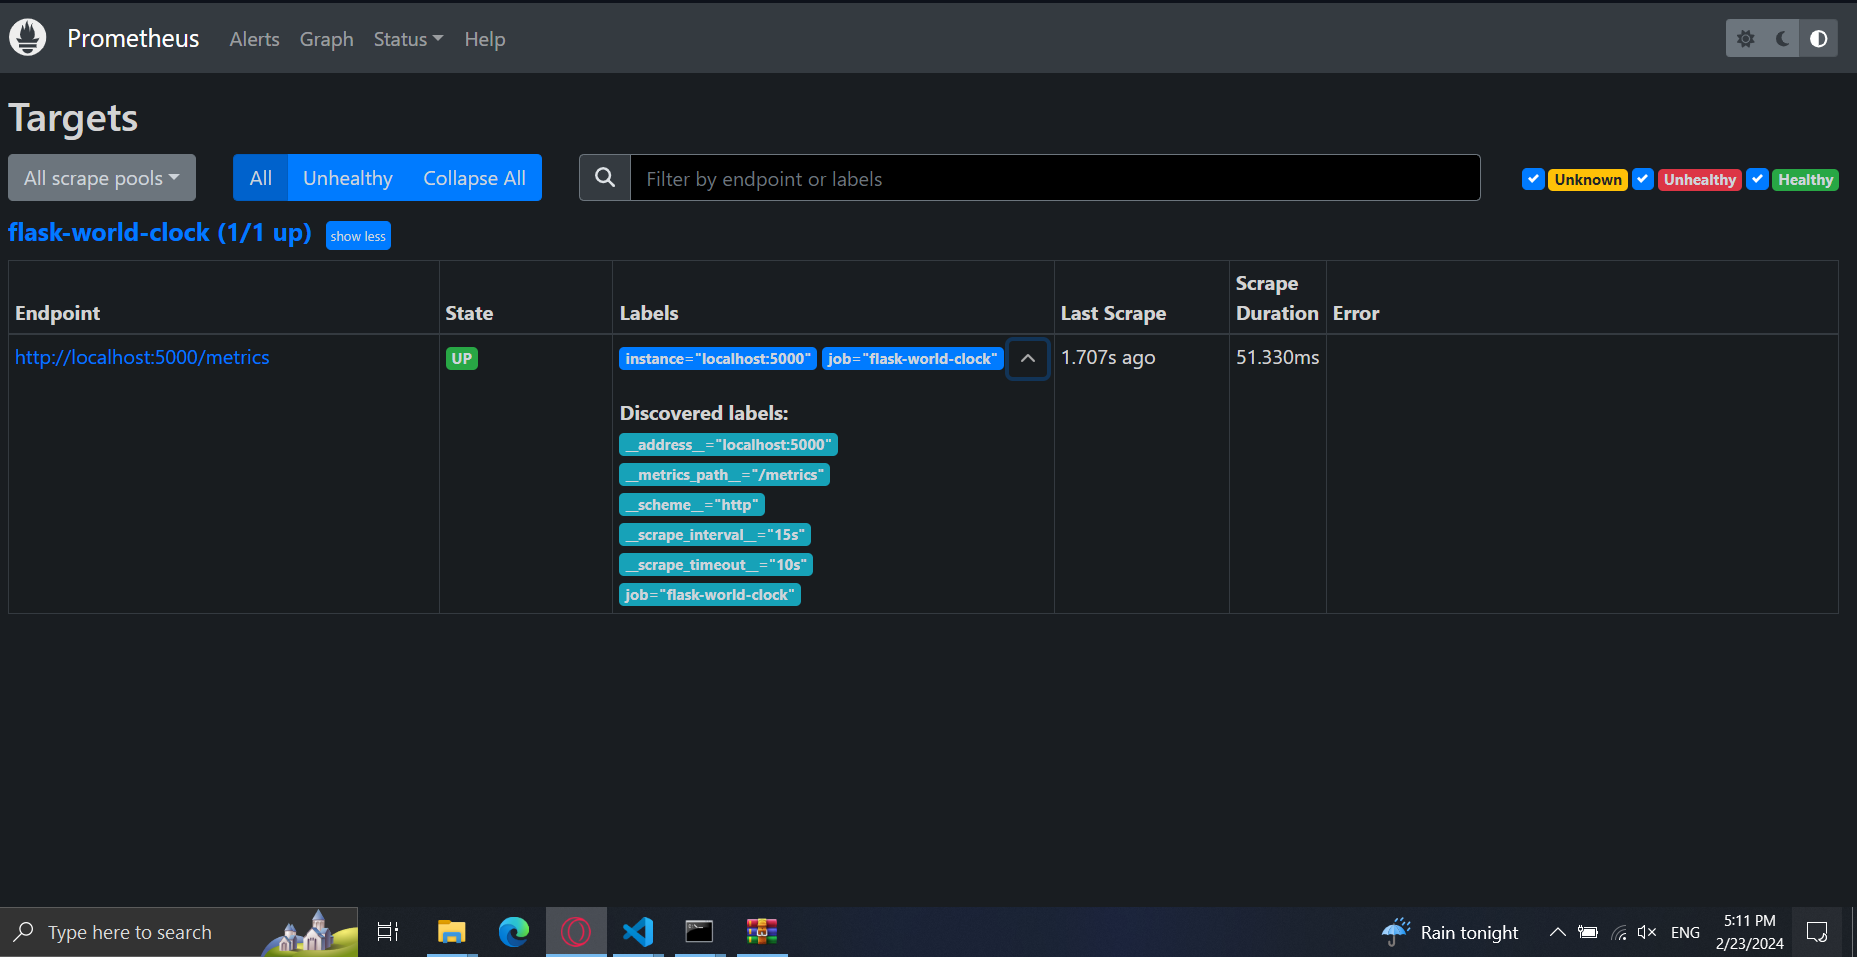 Prometheus Alerts Graph Status Help
Targets
All scrape pools All Unhealthy Collapse All Filter by endpoint or labels Unknown Unhealthy Healthy
flask-world-clock (1/1 up) show less
Endpoint State Labels Last Scrape Scrape Duration Error
http://localhost:5000/metrics UP instance="localhost:5000" job="flask-world-clock" 1.707s ago 51.330ms
Discovered labels:
__address__="localhost:5000"
__metrics_path__="/metrics"
__scheme__="http"
__scrape_interval__="15s"
__scrape_timeout__="10s"
job="flask-world-clock"
Type here to search Rain tonight ENG 5:11 PM
2/23/2024